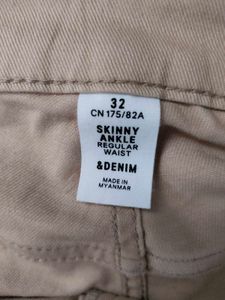 32
CN 175/82A
SKINNY
ANKLE
REGULAR
WAIST
&DENIM
MADE IN
MYANMAR